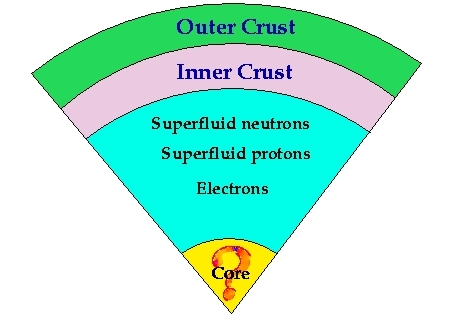 Outer Crust
Inner Crust
Superfluid neutrons
Superfluid protons
Electrons
?
Core